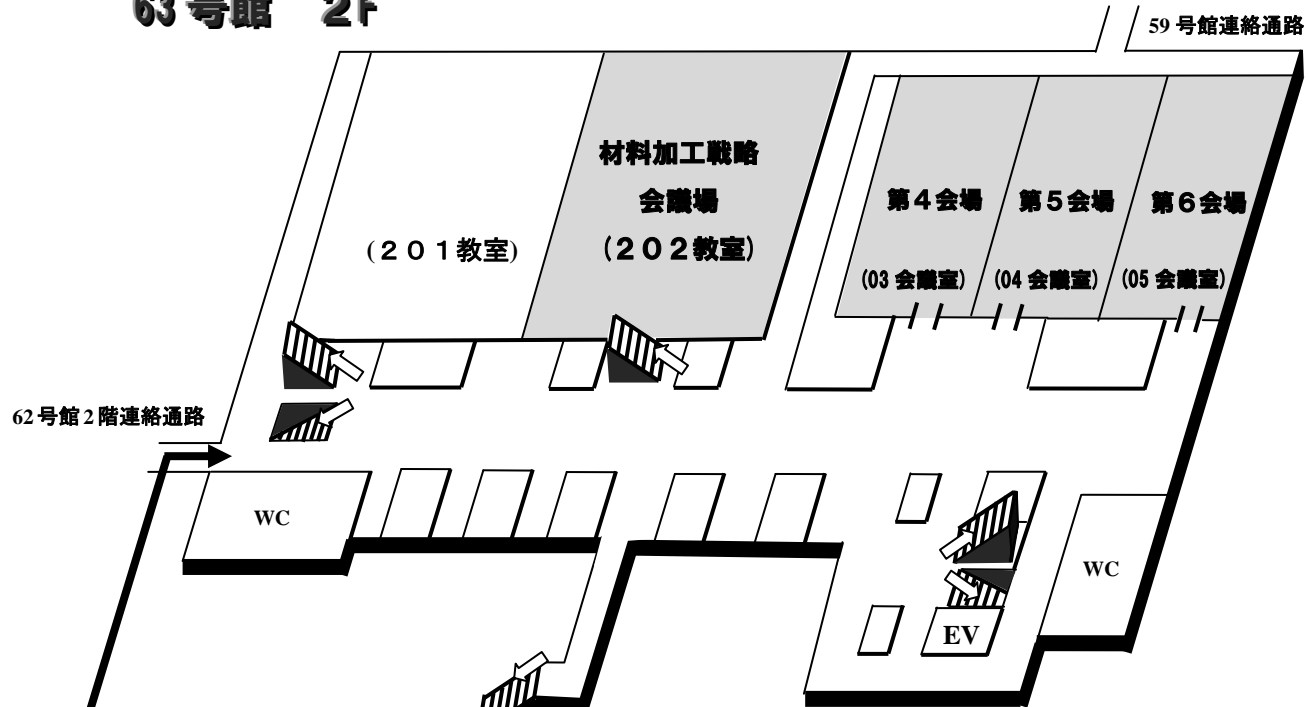 63 号館　2F
59 号館連絡通路
材料加工戦略
会議場
(２０２教室)
(２０１教室)
第４会場
(03 会議室)
第５会場
(04 会議室)
第６会場
(05 会議室)
62 号館 2 階連絡通路
WC
WC
EV